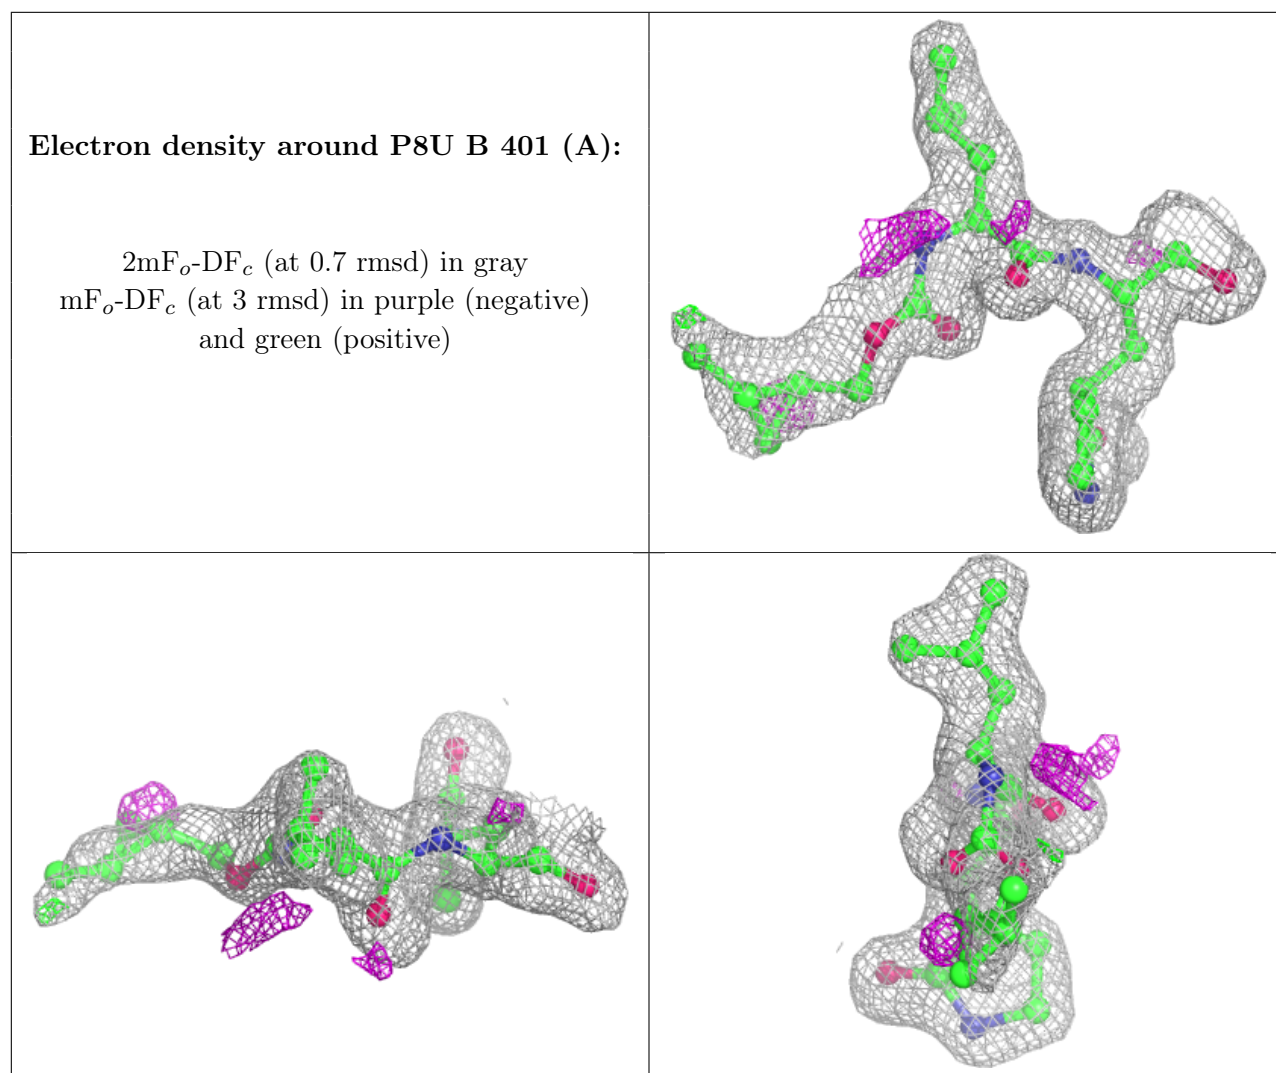 Electron density around P8U B 401 (A):
2mFₒ-DF𝑐 (at 0.7 rmsd) in gray
mFₒ-DF𝑐 (at 3 rmsd) in purple (negative)
and green (positive)